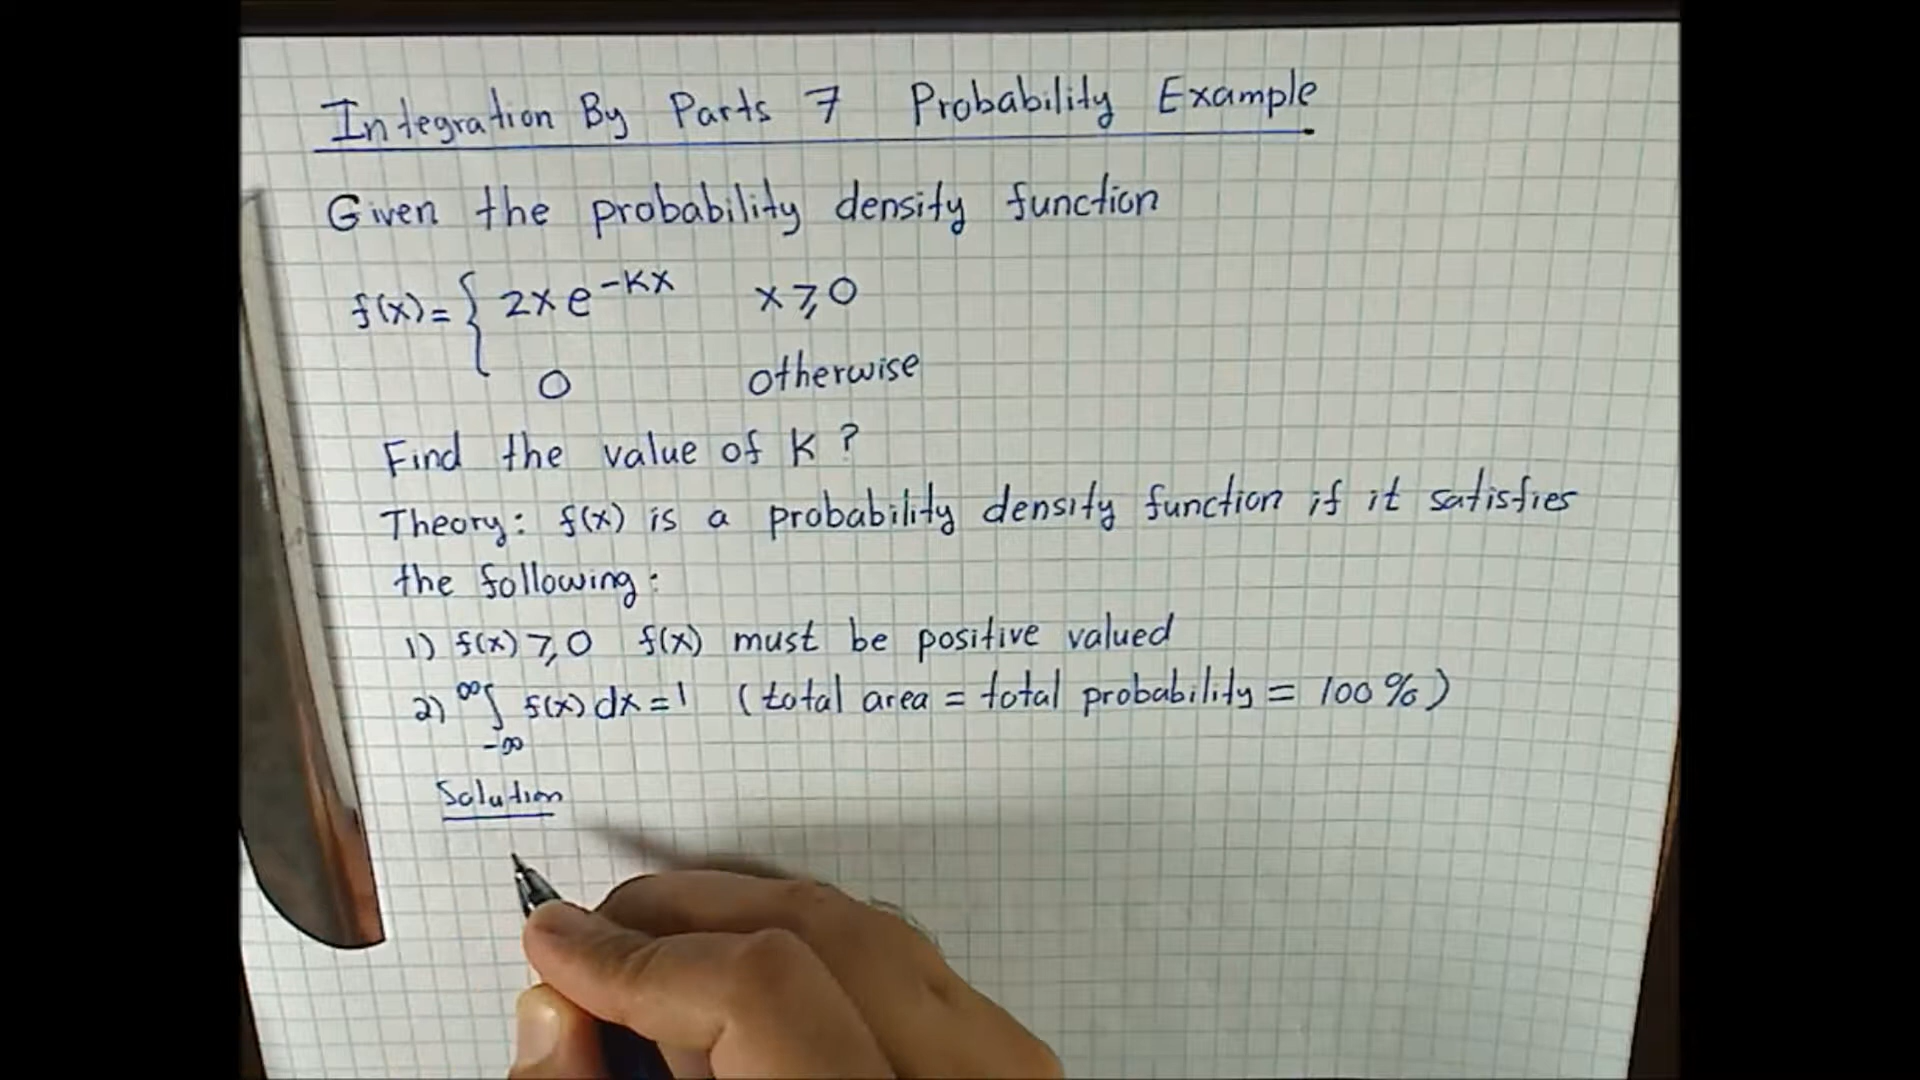 Integration By Parts 7 Probability Example
Given the probability density function
f(x)= { 2xe^-kx x ≥ 0
0 otherwise
Find the value of K?
Theory: f(x) is a probability density function if it satisfies
the following:
1) f(x) ≥ 0 f(x) must be positive valued
2) ∞∫-∞ f(x)dx=1 (total area = total probability = 100%)
Solution